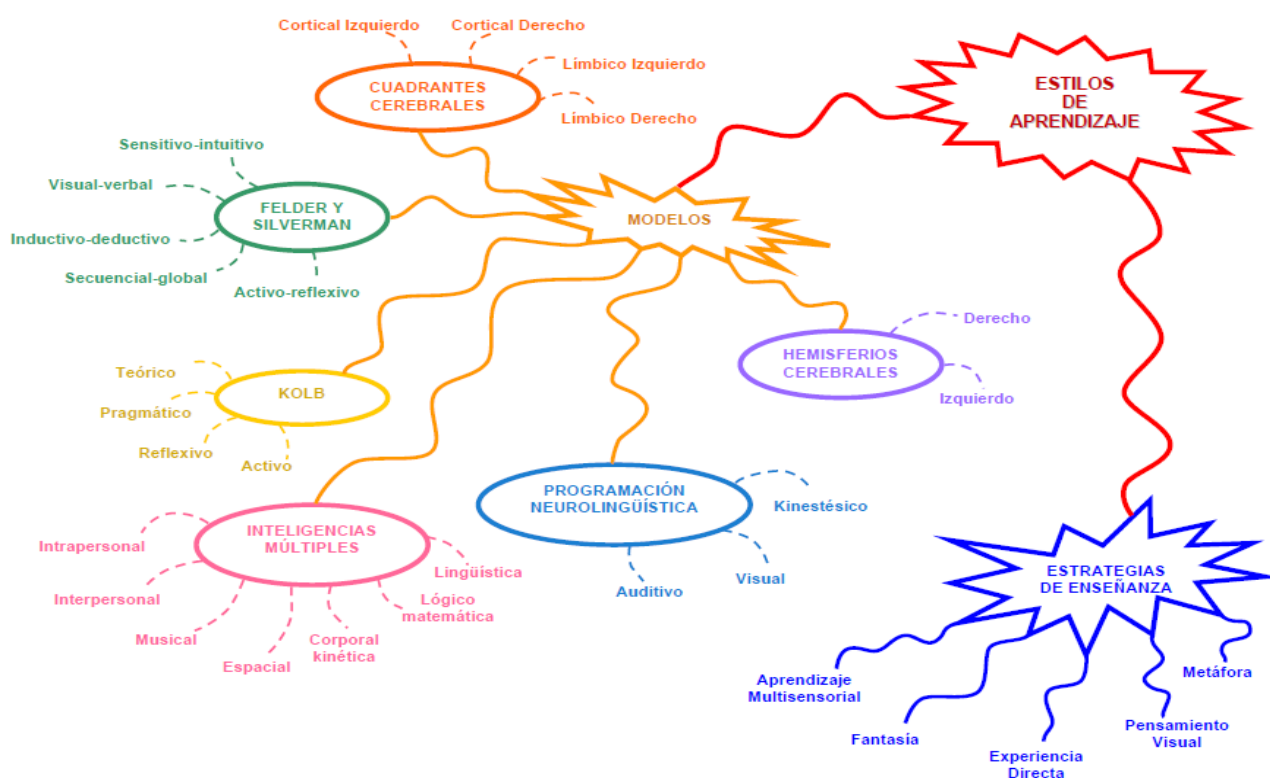 Cortical Izquierdo
Cortical Derecho
Límbico Izquierdo
Límbico Derecho
CUADRANTES
CEREBRALES
ESTILOS
DE
APRENDIZAJE
Sensitivo-intuitivo
Visual-verbal
Inductivo-deductivo
Secuencial-global
Activo-reflexivo
FELDER Y
SILVERMAN
MODELOS
Derecho
HEMISFERIOS
CEREBRALES
Izquierdo
Teórico
Pragmático
Reflexivo
Activo
KOLB
PROGRAMACIÓN
NEUROLINGÜÍSTICA
Kinestésico
Visual
Auditivo
INTELIGENCIAS
MÚLTIPLES
Intrapersonal
Interpersonal
Musical
Espacial
Corporal
kinética
Lógico
matemática
Lingüística
ESTRATEGIAS
DE ENSEÑANZA
Aprendizaje
Multisensorial
Fantasía
Experiencia
Directa
Pensamiento
Visual
Metáfora